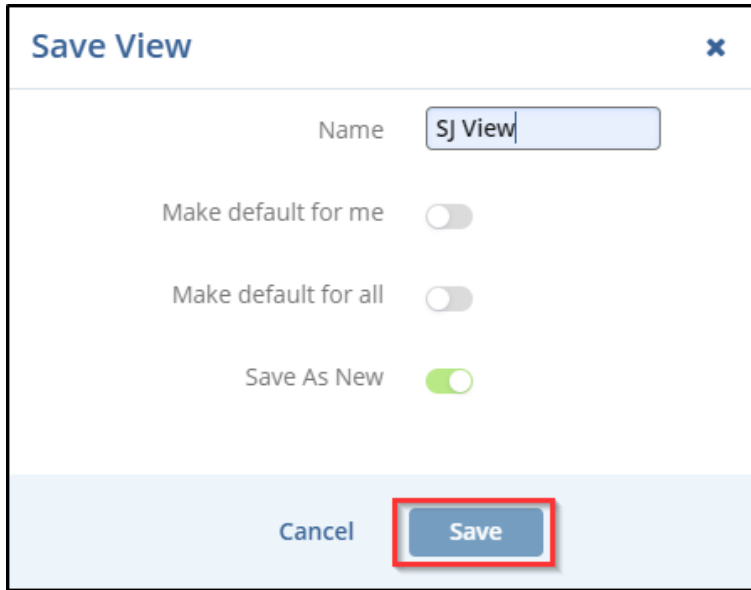 Save View
Name SJ View
Make default for me
Make default for all
Save As New
Cancel Save